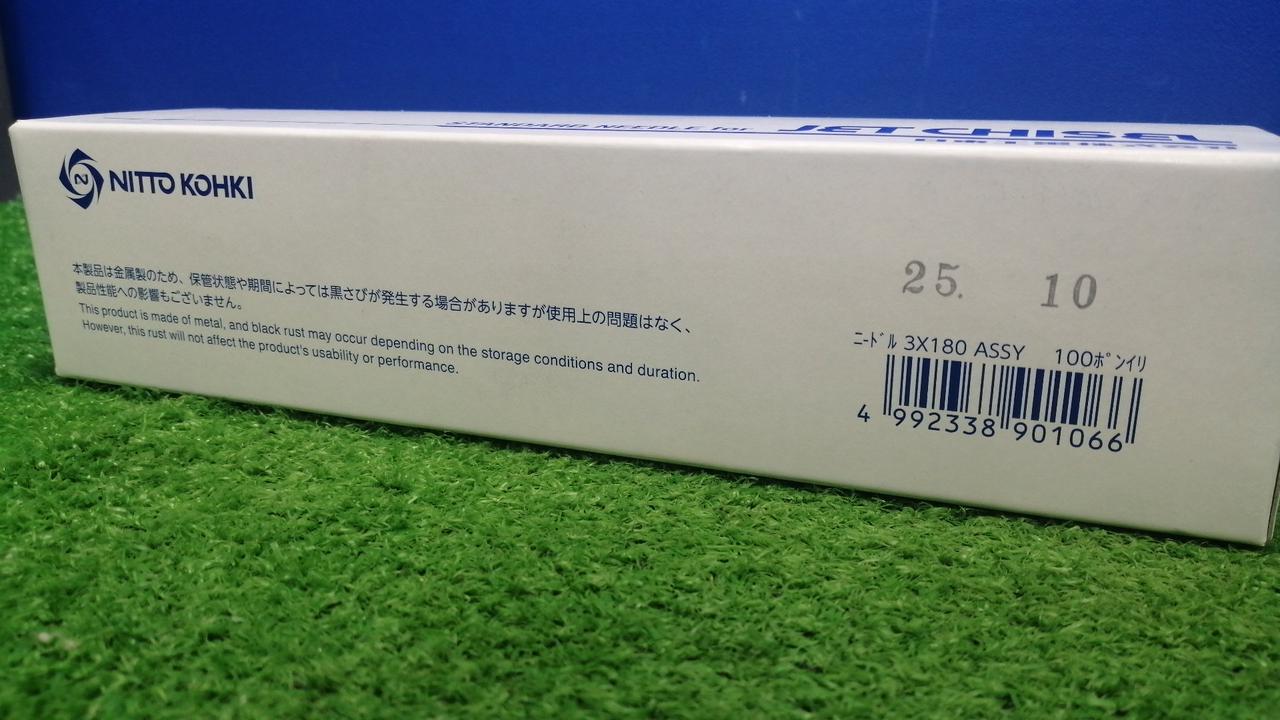 STANDARD NEEDLE for JET CHISEL
NITTO KOHKI
本製品は金属製のため、保管状態や期間によっては黒さびが発生する場合がありますが使用上の問題はなく、
製品性能への影響もございません。
This product is made of metal, and black rust may occur depending on the storage conditions and duration.
However, this rust will not affect the product's usability or performance.
25. 10
ニードル 3X180 ASSY 100ポンイリ
4 992338 901066